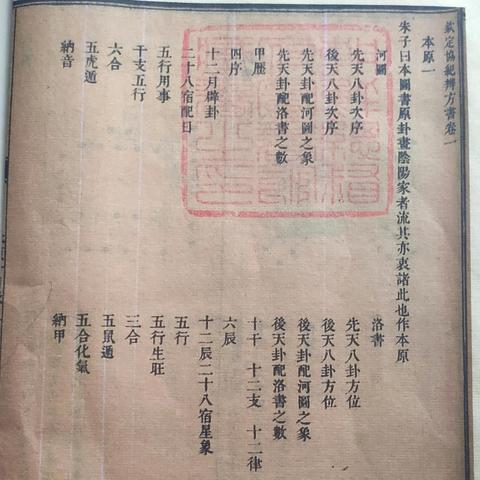 欽定協紀辨方書卷一
本原一
朱子曰本圖書原卦畫陰陽家者流其亦衷諸此也作本原
河圖 洛書
先天八卦次序 先天八卦方位
後天八卦次序 後天八卦方位
先天卦配河圖之象 後天卦配河圖之象
先天卦配洛書之數 後天卦配洛書之數
甲歷 十干 十二支 十二律
四序 六辰
十二月辟卦 十二辰二十八宿星象
二十八宿配日 五行
五行用事 五行生旺
干支五行 三合
六合 五鼠遁
五虎遁 五合化氣
納音 納甲